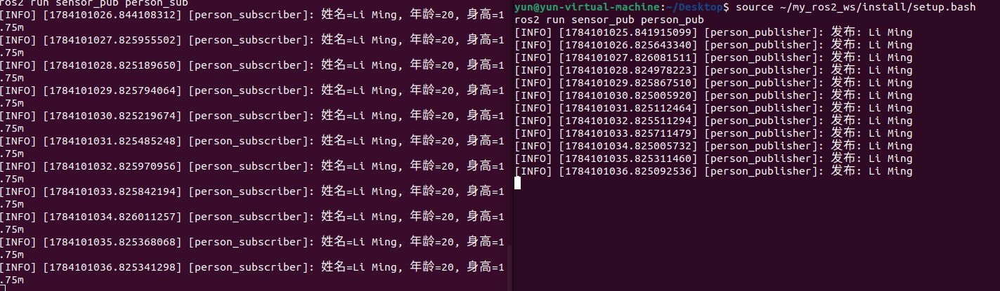 ros2 run sensor_pub person_sub
[INFO] [1784101026.844108312] [person_subscriber]: 姓名=Li Ming, 年龄=20, 身高=1
.75m
[INFO] [1784101027.825955502] [person_subscriber]: 姓名=Li Ming, 年龄=20, 身高=1
.75m
[INFO] [1784101028.825189650] [person_subscriber]: 姓名=Li Ming, 年龄=20, 身高=1
.75m
[INFO] [1784101029.825794064] [person_subscriber]: 姓名=Li Ming, 年龄=20, 身高=1
.75m
[INFO] [1784101030.825219674] [person_subscriber]: 姓名=Li Ming, 年龄=20, 身高=1
.75m
[INFO] [1784101031.825485248] [person_subscriber]: 姓名=Li Ming, 年龄=20, 身高=1
.75m
[INFO] [1784101032.825970956] [person_subscriber]: 姓名=Li Ming, 年龄=20, 身高=1
.75m
[INFO] [1784101033.825842194] [person_subscriber]: 姓名=Li Ming, 年龄=20, 身高=1
.75m
[INFO] [1784101034.826011257] [person_subscriber]: 姓名=Li Ming, 年龄=20, 身高=1
.75m
[INFO] [1784101035.825368068] [person_subscriber]: 姓名=Li Ming, 年龄=20, 身高=1
.75m
[INFO] [1784101036.825341298] [person_subscriber]: 姓名=Li Ming, 年龄=20, 身高=1
.75m
yun@yun-virtual-machine:~/Desktop$ source ~/my_ros2_ws/install/setup.bash
ros2 run sensor_pub person_pub
[INFO] [1784101025.841915099] [person_publisher]: 发布: Li Ming
[INFO] [1784101026.825643340] [person_publisher]: 发布: Li Ming
[INFO] [1784101027.826081511] [person_publisher]: 发布: Li Ming
[INFO] [1784101028.824978223] [person_publisher]: 发布: Li Ming
[INFO] [1784101029.825867510] [person_publisher]: 发布: Li Ming
[INFO] [1784101030.825005920] [person_publisher]: 发布: Li Ming
[INFO] [1784101031.825112464] [person_publisher]: 发布: Li Ming
[INFO] [1784101032.825511294] [person_publisher]: 发布: Li Ming
[INFO] [1784101033.825711479] [person_publisher]: 发布: Li Ming
[INFO] [1784101034.825005732] [person_publisher]: 发布: Li Ming
[INFO] [1784101035.825311460] [person_publisher]: 发布: Li Ming
[INFO] [1784101036.825092536] [person_publisher]: 发布: Li Ming